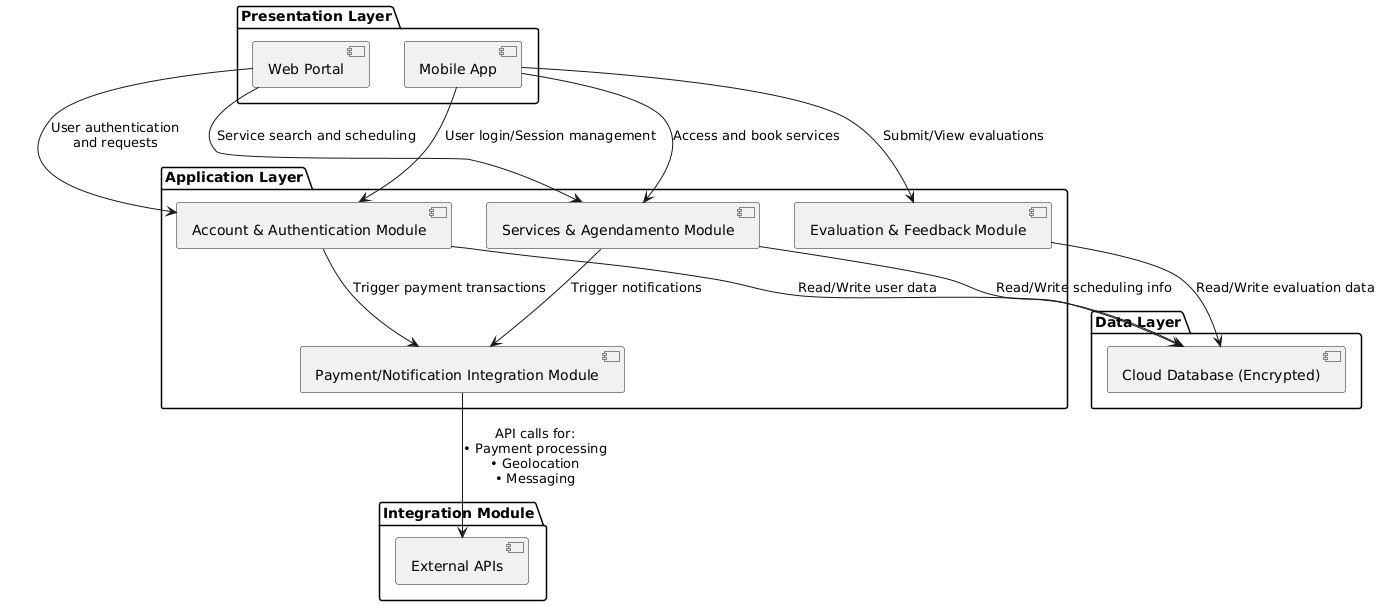 Presentation Layer
Web Portal
Mobile App
User authentication
and requests
Service search and scheduling
User login/Session management
Access and book services
Submit/View evaluations
Application Layer
Account & Authentication Module
Services & Agendamento Module
Evaluation & Feedback Module
Trigger payment transactions
Trigger notifications
Read/Write user data
Read/Write scheduling info
Read/Write evaluation data
Data Layer
Payment/Notification Integration Module
Cloud Database (Encrypted)
API calls for:
• Payment processing
• Geolocation
• Messaging
Integration Module
External APIs